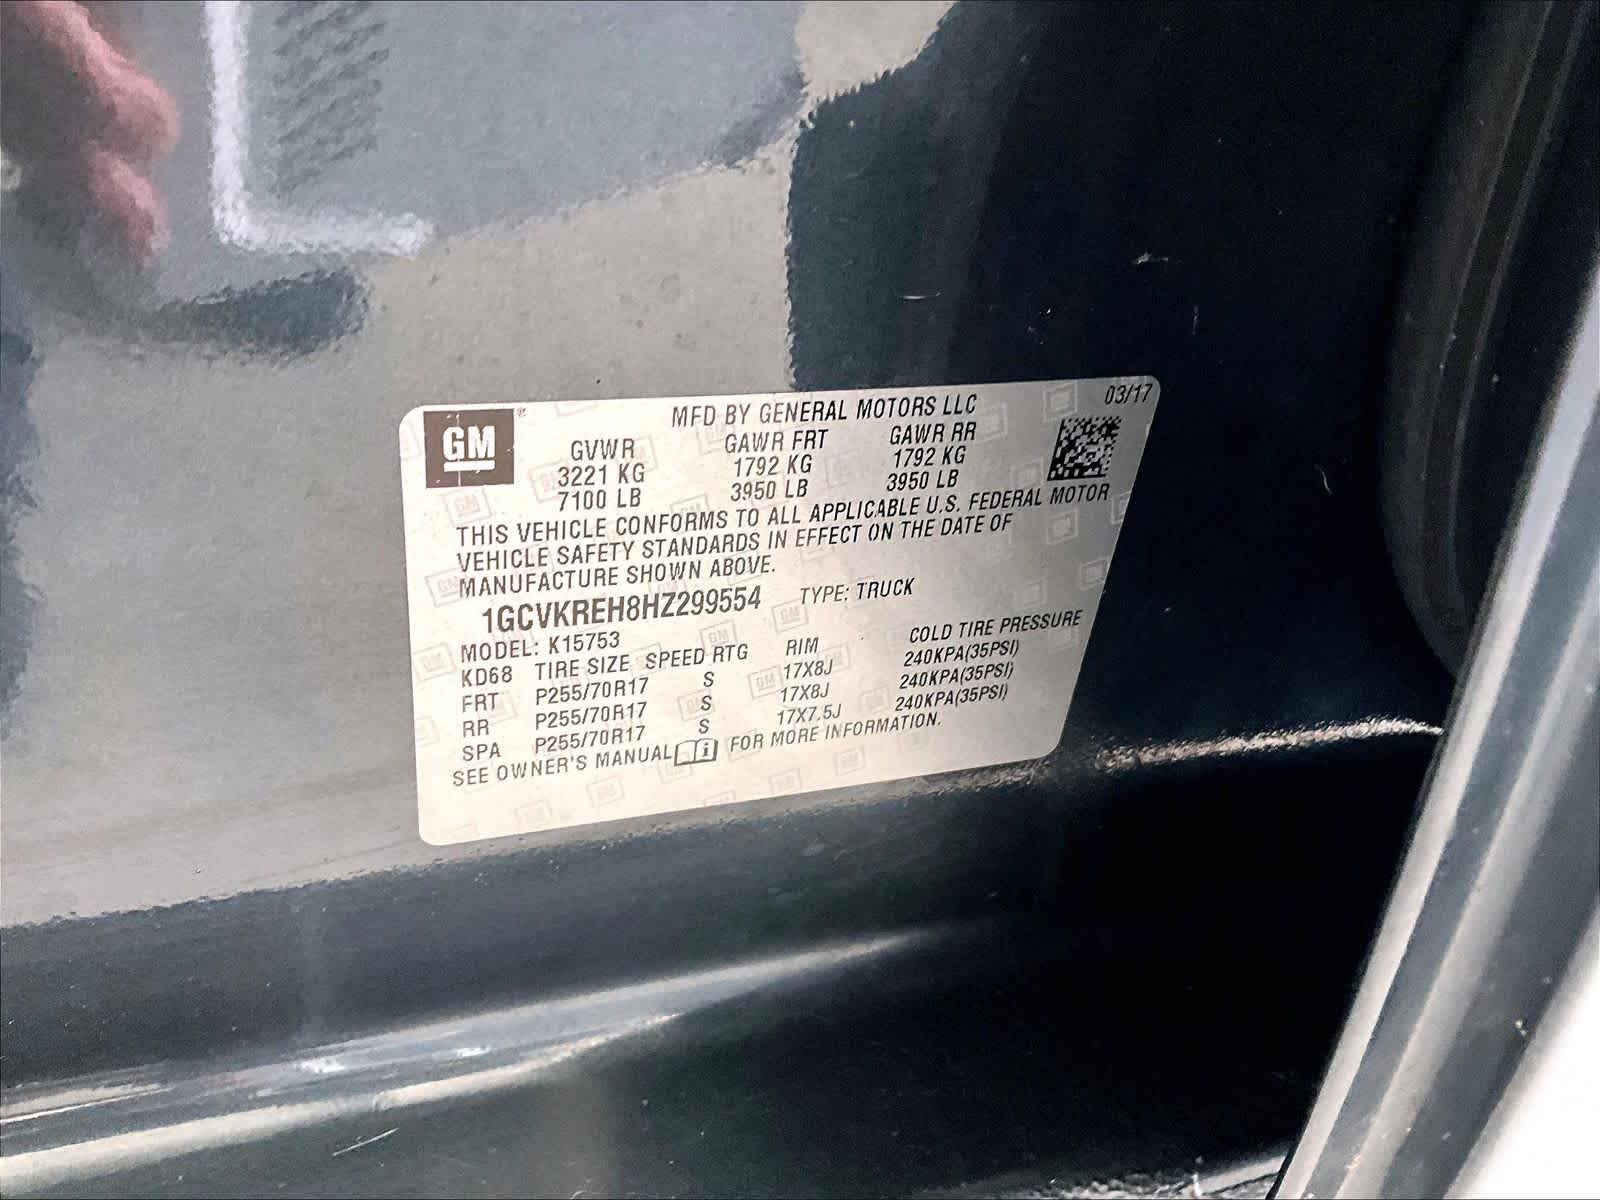 MFD BY GENERAL MOTORS LLC 03/17
GM®
GVWR GAWR FRT GAWR RR
3221 KG 1792 KG 1792 KG
7100 LB 3950 LB 3950 LB
THIS VEHICLE CONFORMS TO ALL APPLICABLE U.S. FEDERAL MOTOR
VEHICLE SAFETY STANDARDS IN EFFECT ON THE DATE OF
MANUFACTURE SHOWN ABOVE.
1GCVKREH8HZ299554 TYPE: TRUCK
MODEL: K15753
KD68 TIRE SIZE SPEED RTG RIM COLD TIRE PRESSURE
FRT P255/70R17 S 17X8J 240KPA(35PSI)
RR P255/70R17 S 17X8J 240KPA(35PSI)
SPA P255/70R17 S 17X7.5J 240KPA(35PSI)
SEE OWNER'S MANUAL i FOR MORE INFORMATION.